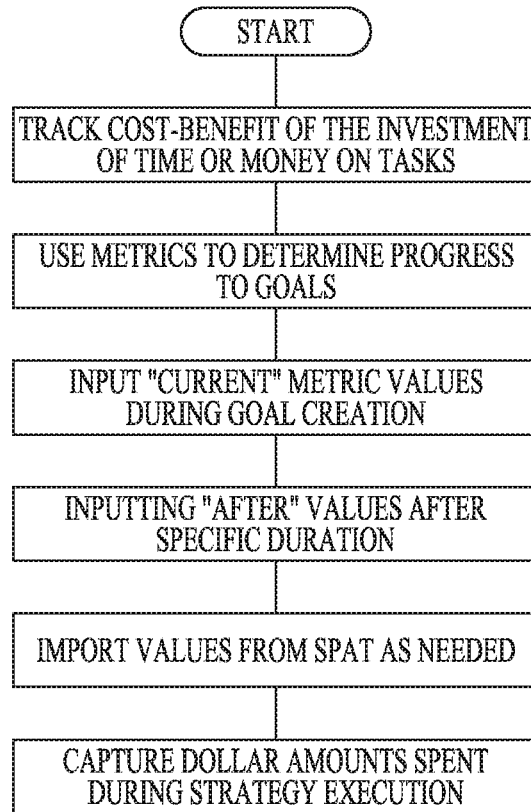 START
TRACK COST-BENEFIT OF THE INVESTMENT
OF TIME OR MONEY ON TASKS
USE METRICS TO DETERMINE PROGRESS
TO GOALS
INPUT "CURRENT" METRIC VALUES
DURING GOAL CREATION
INPUTTING "AFTER" VALUES AFTER
SPECIFIC DURATION
IMPORT VALUES FROM SPAT AS NEEDED
CAPTURE DOLLAR AMOUNTS SPENT
DURING STRATEGY EXECUTION